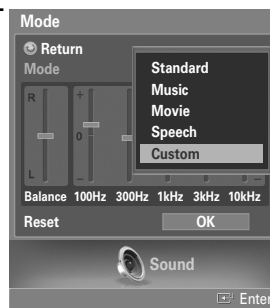 Mode
Return
Mode
Standard
Music
Movie
Speech
Custom
R
+
0
L
−
−
Balance 100Hz 300Hz 1kHz 3kHz 10kHz
Reset OK
Sound
Enter